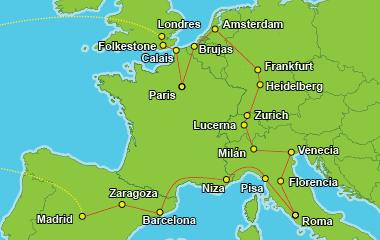 Londres
Amsterdam
Folkestone
Brujas
Calais
Frankfurt
Heidelberg
Paris
Zurich
Lucerna
Milán
Venecia
Niza
Pisa
Florencia
Zaragoza
Madrid
Barcelona
Roma